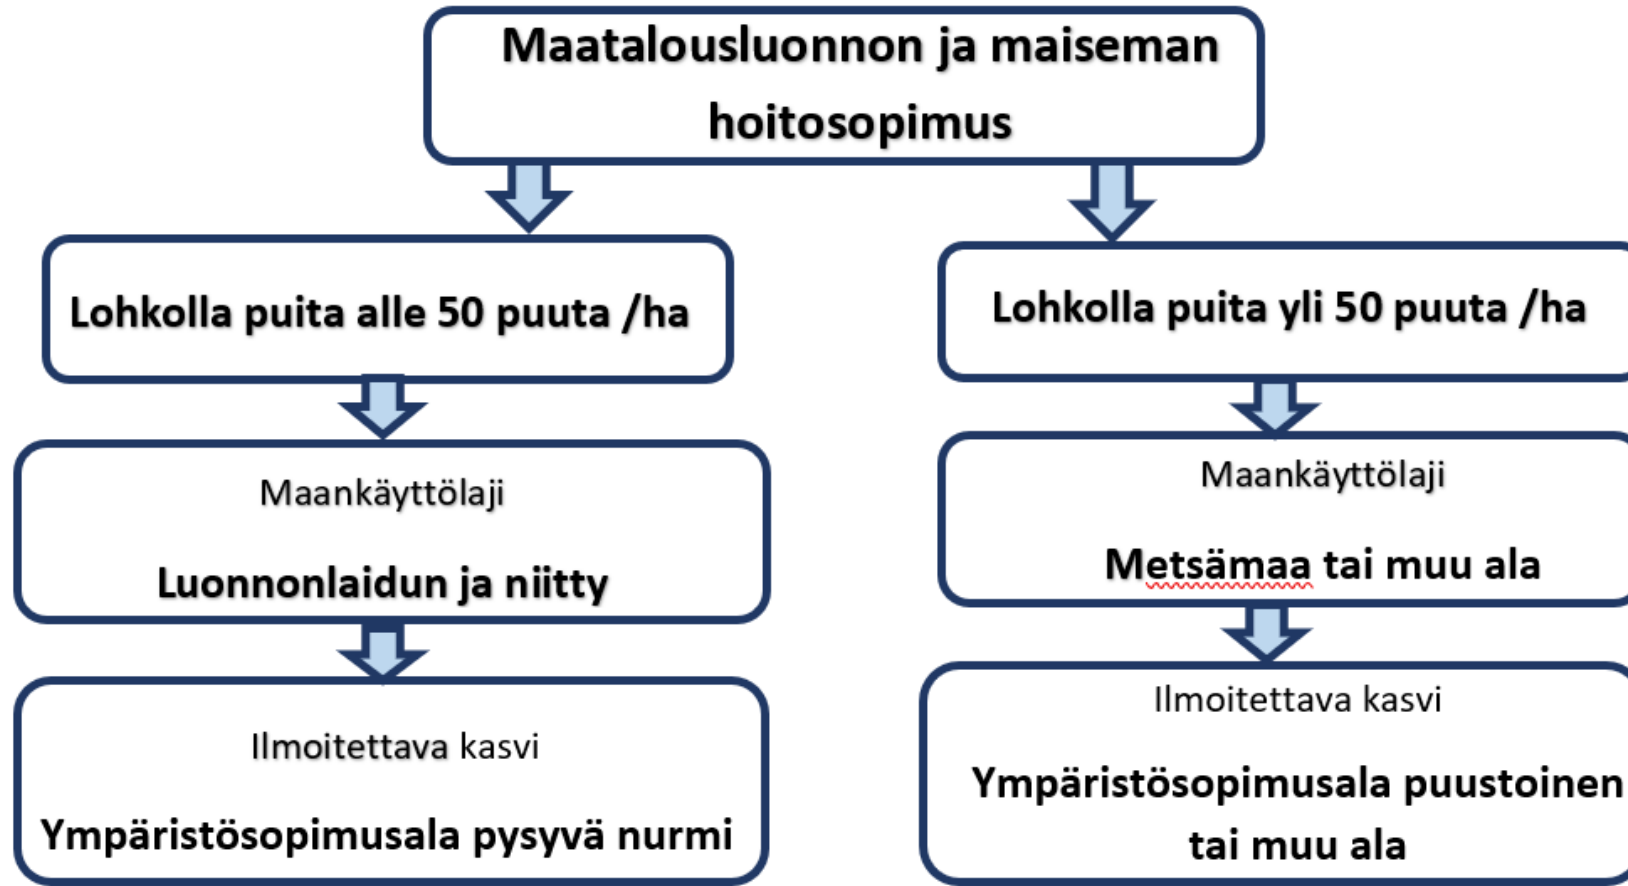 Maatalousluonnon ja maiseman
hoitosopimus
Lohkolla puita alle 50 puuta /ha
Lohkolla puita yli 50 puuta /ha
Maankäyttölaji
Luonnonlaidun ja niitty
Maankäyttölaji
Metsämaa tai muu ala
Ilmoitettava kasvi
Ympäristösopimusala pysyvä nurmi
Ilmoitettava kasvi
Ympäristösopimusala puustoinen
tai muu ala